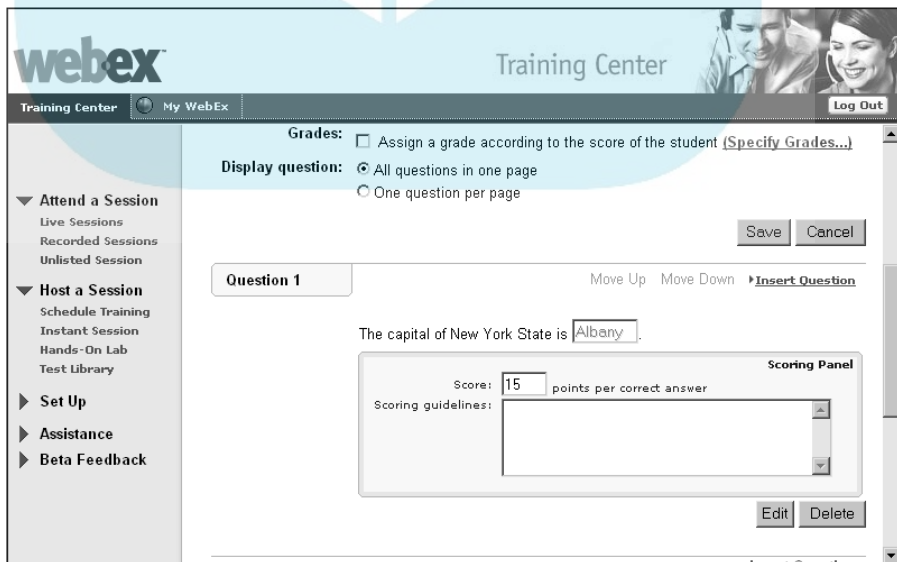 webex
Training Center
Training Center My WebEx Log Out
Attend a Session
Live Sessions
Recorded Sessions
Unlisted Session
Host a Session
Schedule Training
Instant Session
Hands-On Lab
Test Library
Set Up
Assistance
Beta Feedback
Grades: Assign a grade according to the score of the student (Specify Grades...)
Display question: All questions in one page
One question per page
Save Cancel
Question 1 Move Up Move Down Insert Question
The capital of New York State is Albany.
Scoring Panel
Score: 15 points per correct answer
Scoring guidelines:
Edit Delete